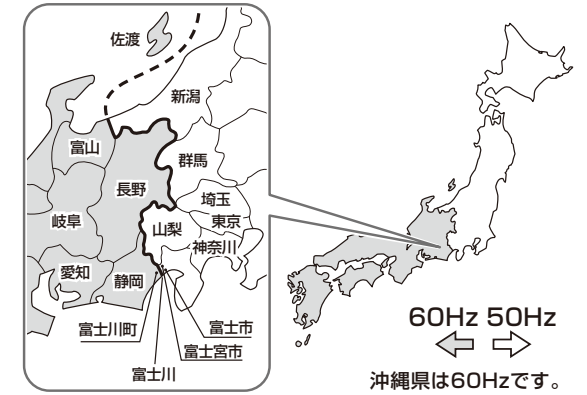 佐渡
新潟
富山
群馬
長野
埼玉
岐阜
山梨
東京
神奈川
愛知
静岡
富士川町
富士市
富士宮市
富士川
60Hz 50Hz
沖縄県は60Hzです。